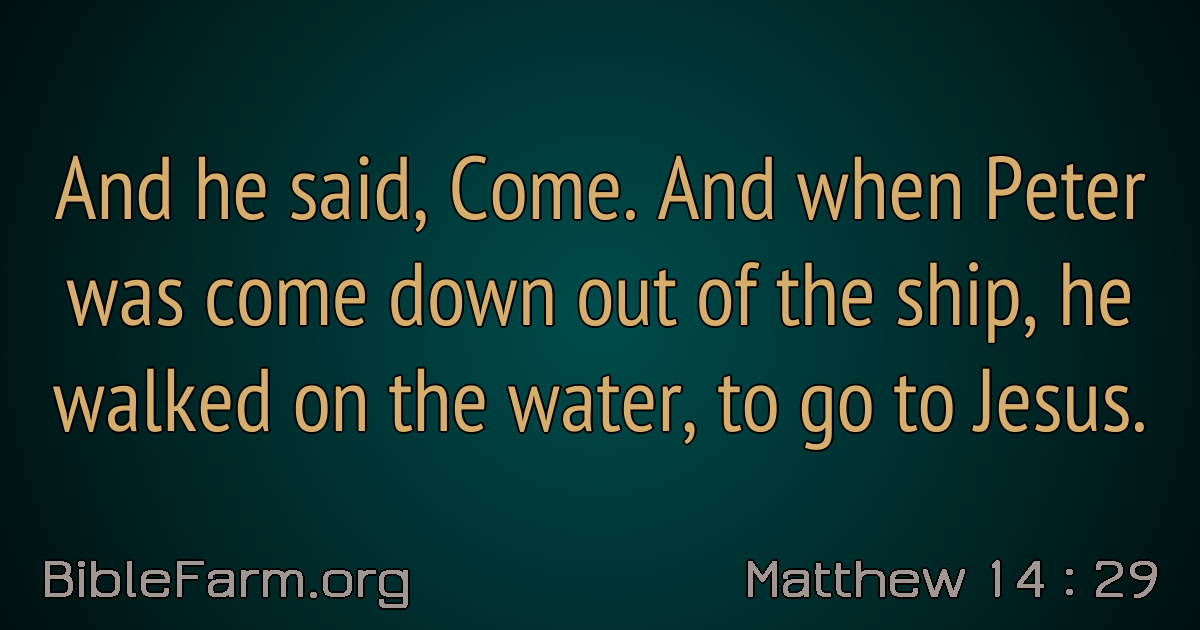 And he said, Come. And when Peter
was come down out of the ship, he
walked on the water, to go to Jesus.
BibleFarm.org
Matthew 14 : 29